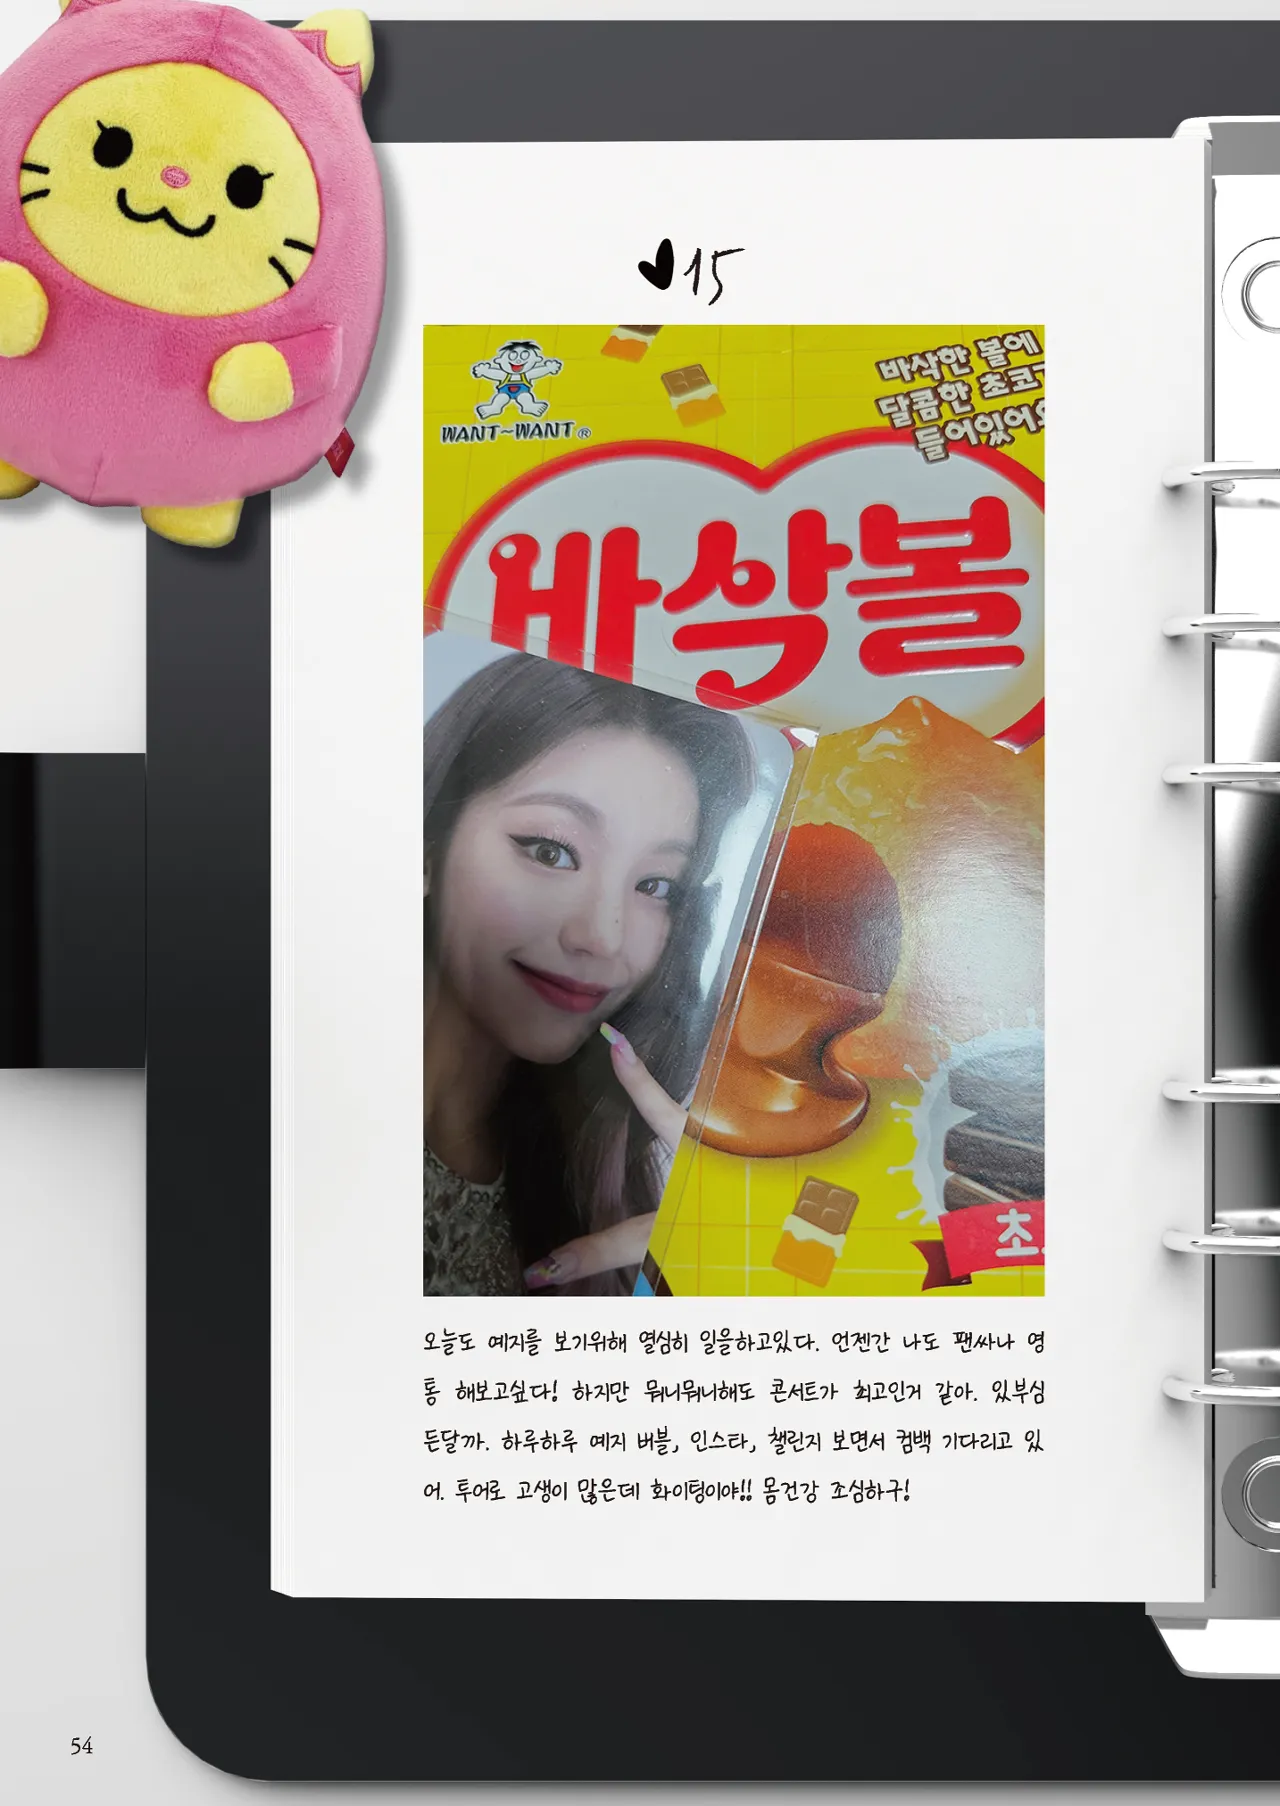 ♥15
WANT~WANT®
바삭한 볼에
달콤한 초코
들어있어요
바삭볼
초
오늘도 예지를 보기위해 열심히 일을하고있다. 언젠간 나도 팬싸나 영
통 해보고싶다! 하지만 뭐니뭐니해도 콘서트가 최고인거 같아. 있부심
든달까. 하루하루 예지 버블, 인스타, 챌린지 보면서 컴백 기다리고 있
어. 투어로 고생이 많은데 화이팅이야!! 몸건강 조심하구!
54